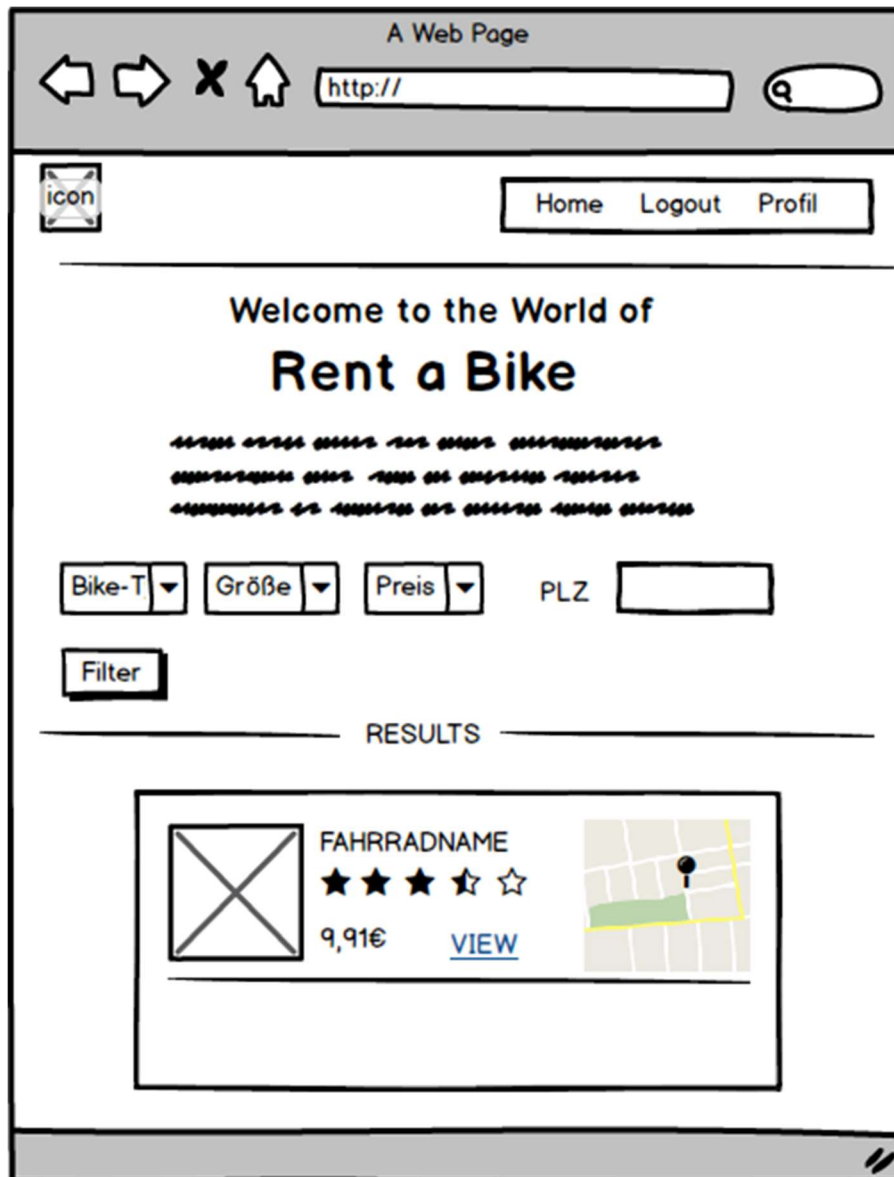 A Web Page
http://
icon
Home Logout Profil
Welcome to the World of
Rent a Bike
Bike-T Größe Preis PLZ
Filter
RESULTS
FAHRRADNAME
9,91€ VIEW